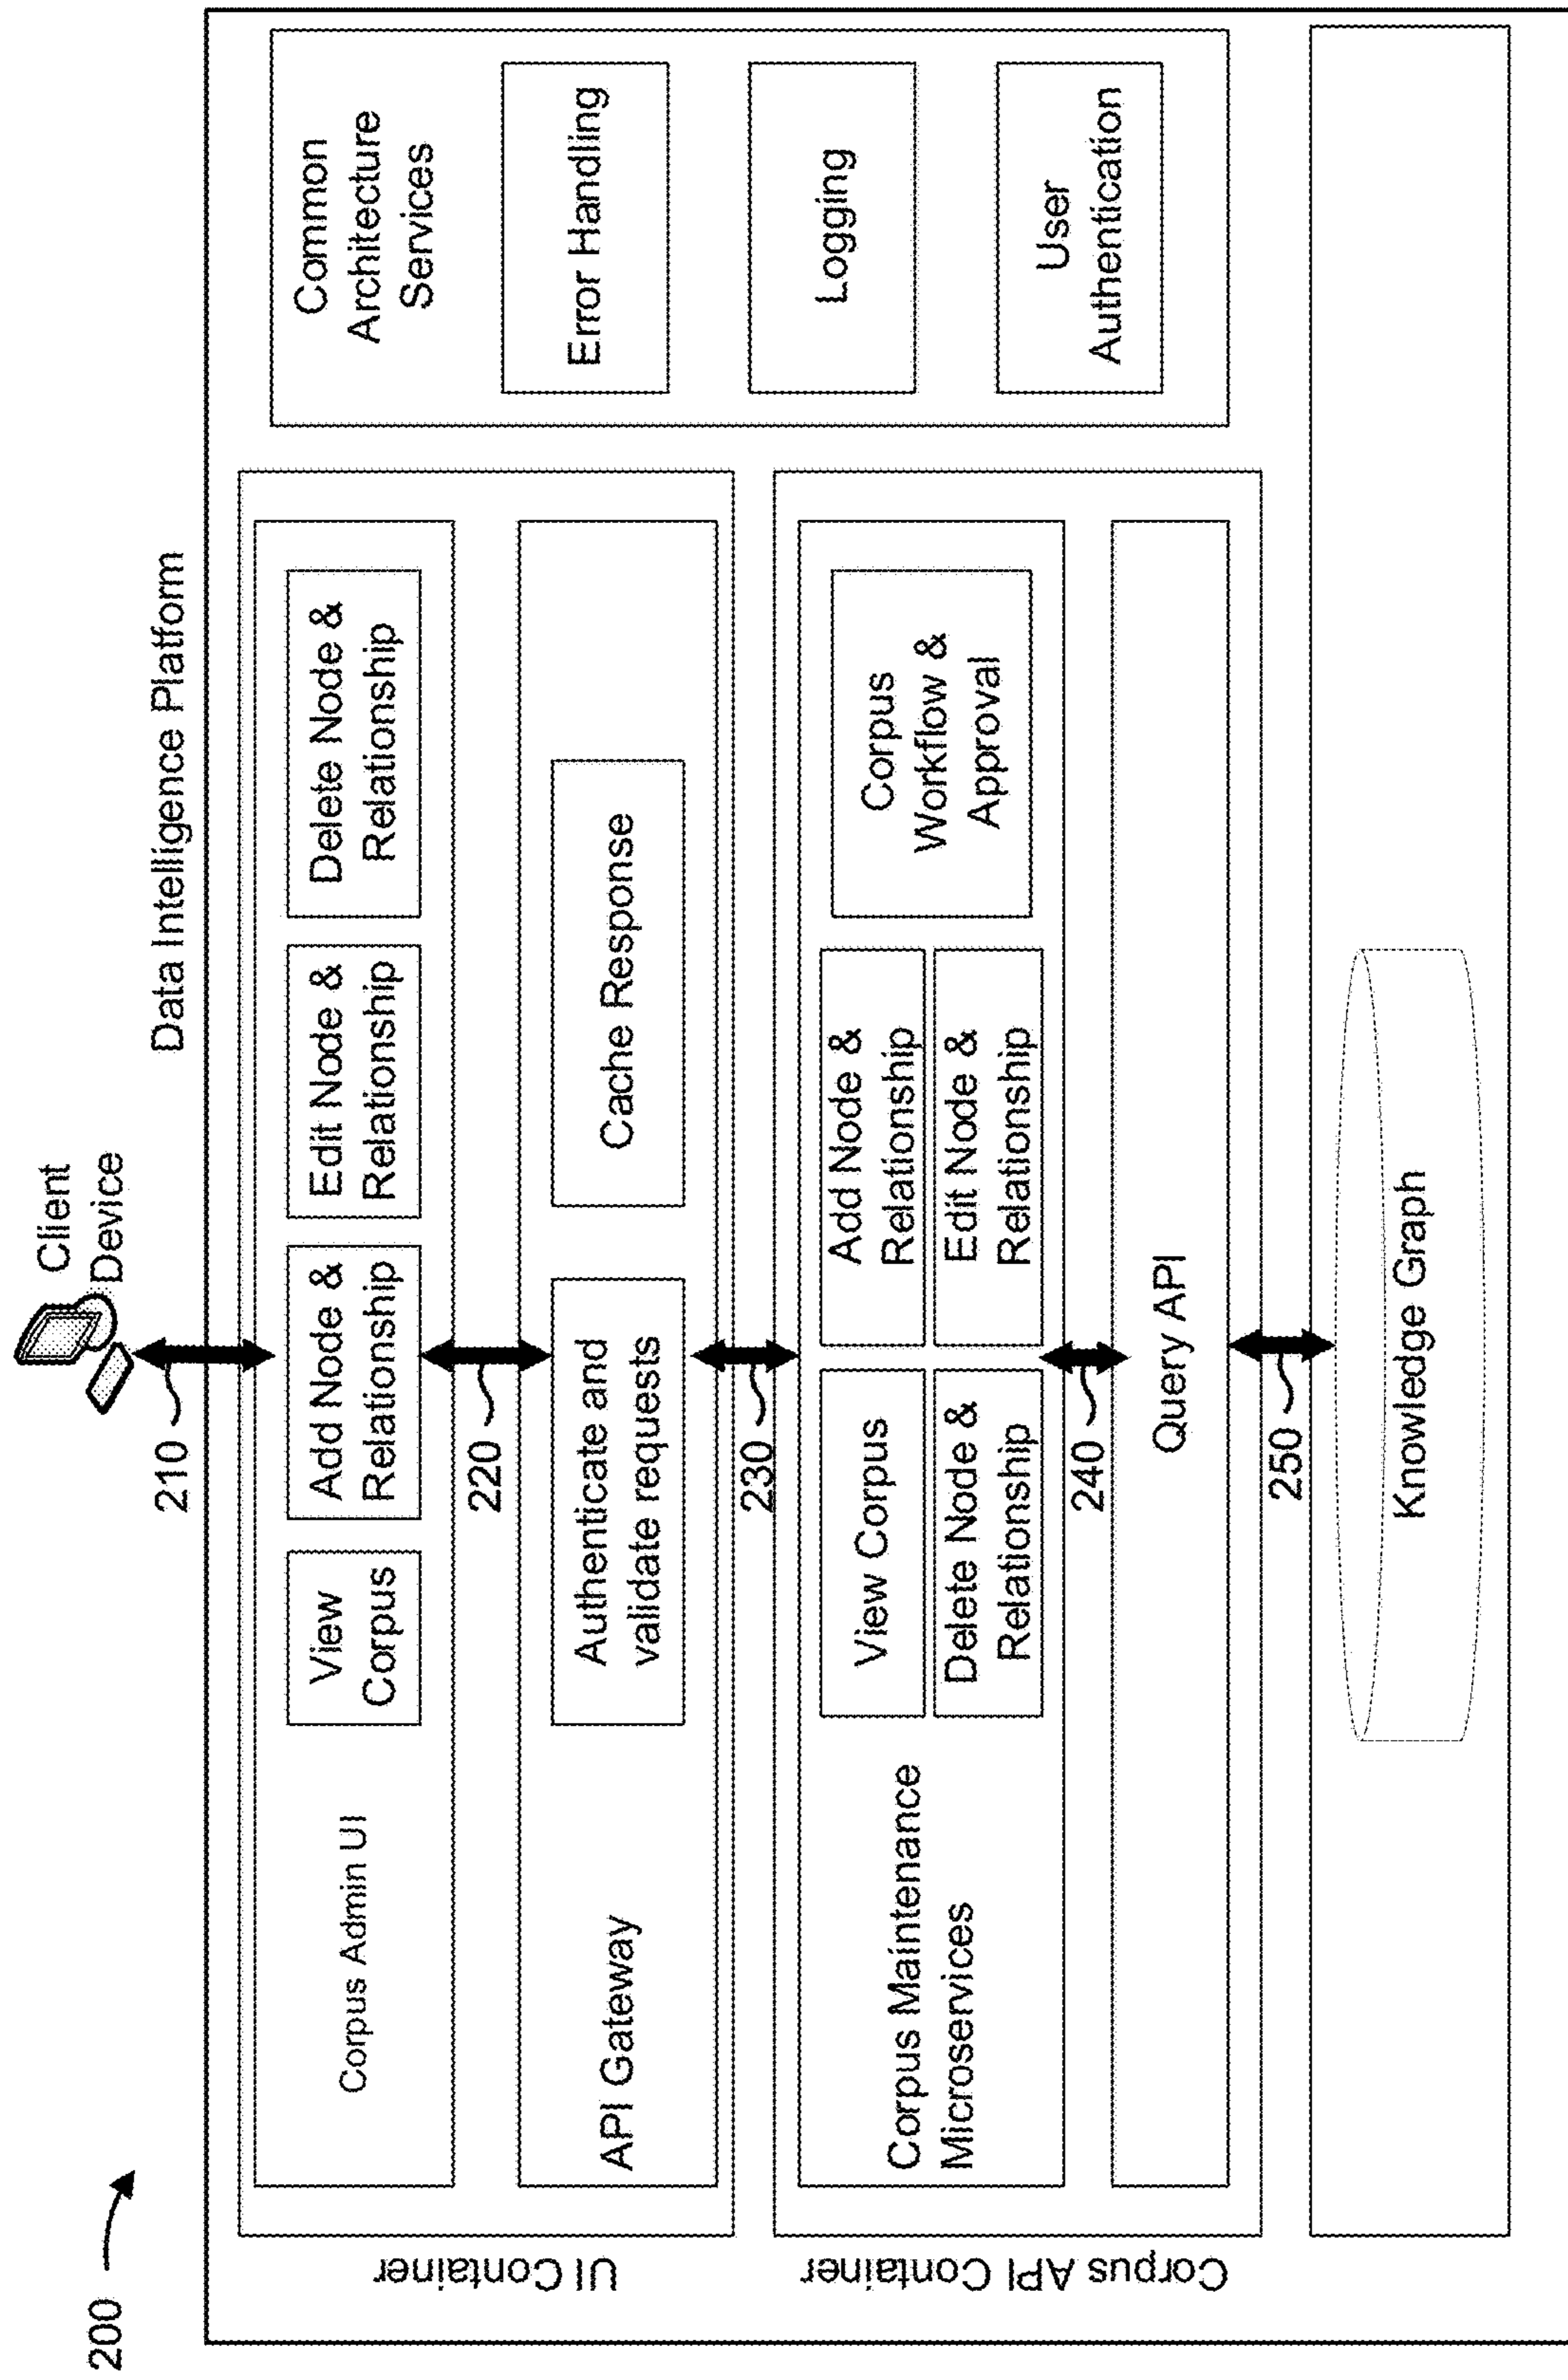 200
Client
Device
Data Intelligence Platform
210
UI Container
Corpus Admin UI
View
Corpus
Add Node &
Relationship
Edit Node &
Relationship
Delete Node &
Relationship
220
API Gateway
Authenticate and
validate requests
Cache Response
230
Corpus API Container
Corpus Maintenance
Microservices
View Corpus
Add Node &
Relationship
Delete Node &
Relationship
Edit Node &
Relationship
Corpus
Workflow &
Approval
240
Query API
250
Knowledge Graph
Common
Architecture
Services
Error Handling
Logging
User
Authentication